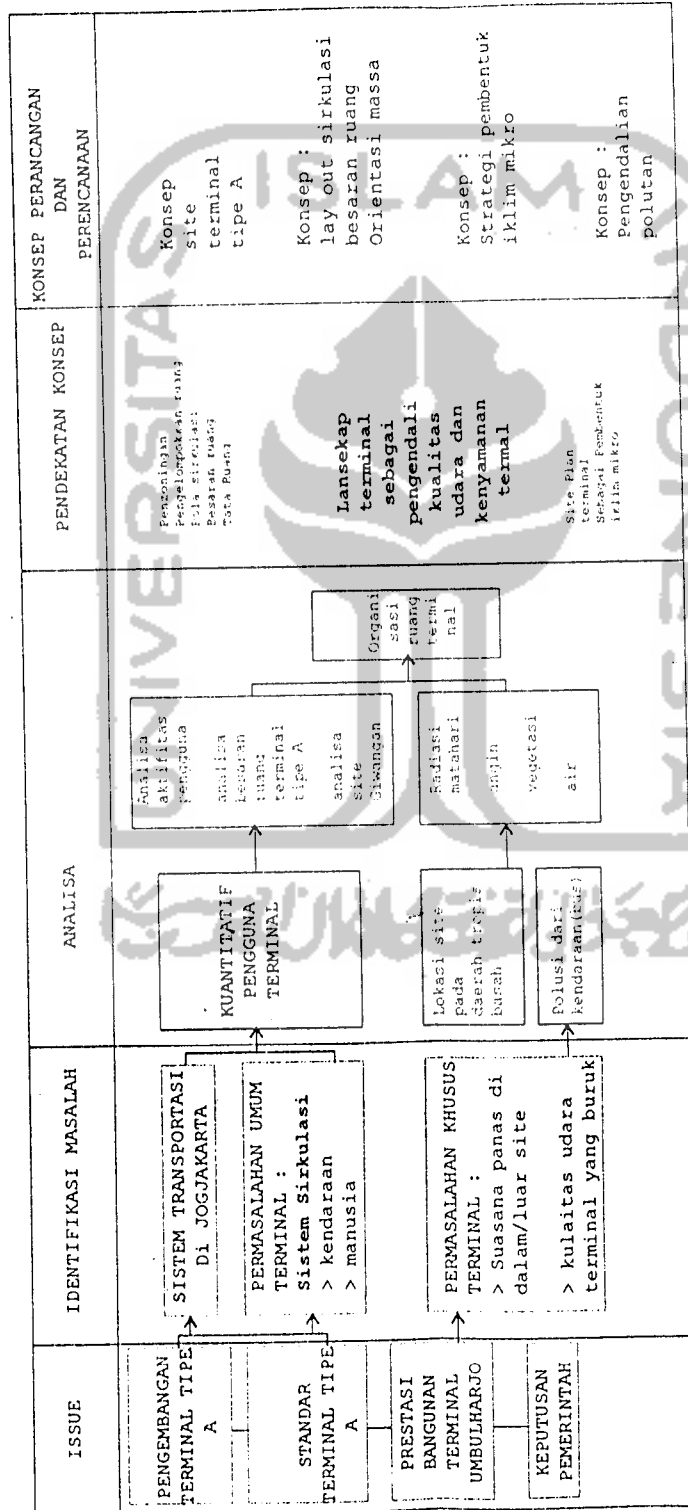 ISSUE
PENGEMBANGAN
TERMINAL TIPE
A
STANDAR
TERMINAL TIPE
A
PRESTASI
BANGUNAN
TERMINAL
UMBULHARJO
KEPUTUSAN
PEMERINTAH
IDENTIFIKASI MASALAH
SISTEM TRANSPORTASI
Di JOGJAKARTA
PERMASALAHAN UMUM
TERMINAL :
Sistem Sirkulasi
> kendaraan
> manusia
PERMASALAHAN KHUSUS
TERMINAL :
> Suasana panas di
dalam/luar site
> kulaitas udara
terminal yang buruk
ANALISA
KUANTITATIF
PENGGUNA
TERMINAL
Lokasi site
pada
daerah tropis
basah
Polusi dari
kendaraan(bus)
Analisa
aktifitas
pengguna
analisa
besaran
ruang
terminal
tipe A
analisa
site
Giwangan
Radiasi
matahari
angin
vegetasi
air
Organi
sasi
ruang
termi
nal
PENDEKATAN KONSEP
Penzoningan
Pengelompokkan ruang
Pola sirkulasi
Besaran ruang
Tata Ruang
Lansekap
terminal
sebagai
pengendali
kualitas
udara dan
kenyamanan
termal
Site Plan
terminal
Sebagai Pembentuk
iklim mikro
KONSEP PERANCANGAN
DAN
PERENCANAAN
Konsep
site
terminal
tipe A
Konsep :
lay out sirkulasi
besaran ruang
Orientasi massa
Konsep :
Strategi pembentuk
iklim mikro
Konsep :
Pengendalian
polutan
UNIVERSITAS
ISLAM